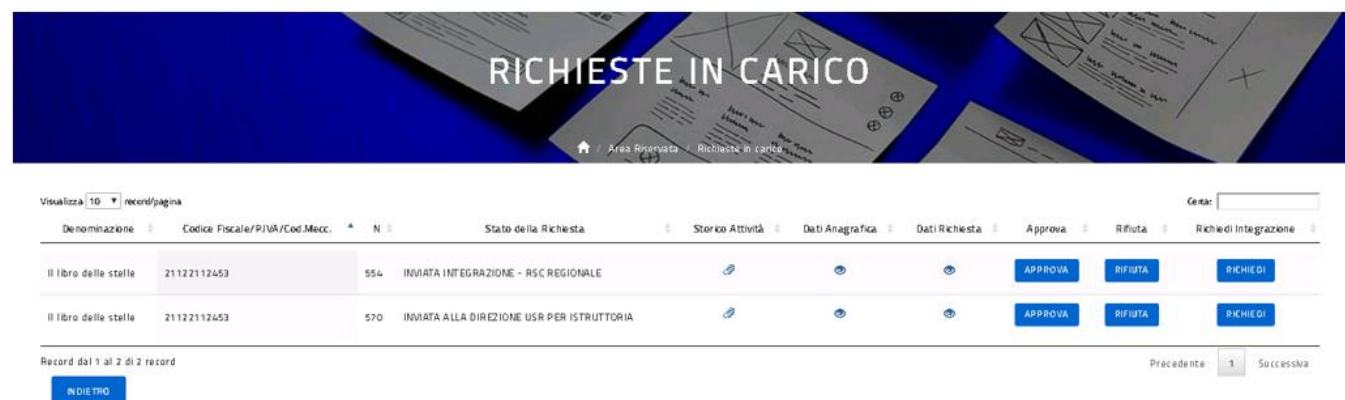 RICHIESTE IN CARICO
/ Area Riservata / Richieste in carico
Visualizza 10 record/pagina
Cerca:
Denominazione Codice Fiscale/P.IVA/Cod.Mecc. N Stato della Richiesta Storico Attività Dati Anagrafica Dati Richiesta Approva Rifiuta Richiedi Integrazione
Il libro delle stelle 21122112453 554 INVIATA INTEGRAZIONE - RSC REGIONALE APPROVA RIFIUTA RICHIEDI
Il libro delle stelle 21122112453 570 INVIATA ALLA DIREZIONE USR PER ISTRUTTORIA APPROVA RIFIUTA RICHIEDI
Record dal 1 al 2 di 2 record
Precedente 1 Successiva
INDIETRO